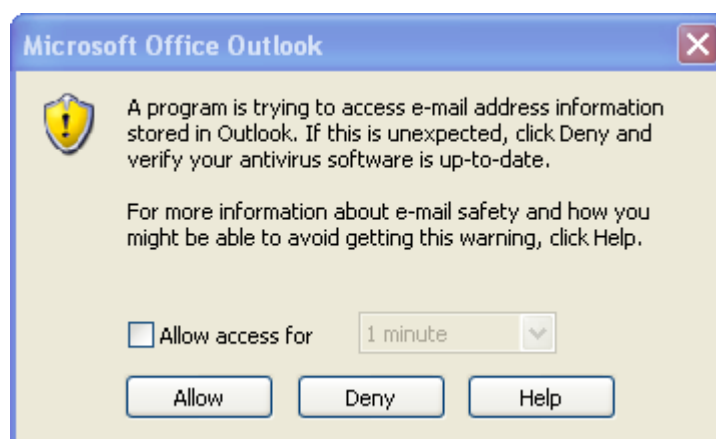 Microsoft Office Outlook
A program is trying to access e-mail address information
stored in Outlook. If this is unexpected, click Deny and
verify your antivirus software is up-to-date.
For more information about e-mail safety and how you
might be able to avoid getting this warning, click Help.
Allow access for 1 minute
Allow Deny Help